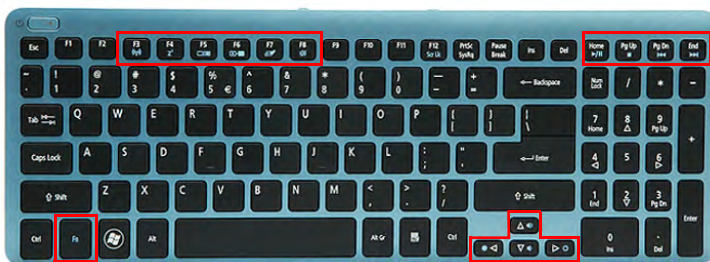 Esc F1 F2 F3 F4 F5 F6 F7 F8 F9 F10 F11 F12 PrtSc Pause Ins Del Home Pg Up Pg Dn End
Zz Scr Lk SysRq Break
~ ! @ # $ % ^ & * ( ) _ + Backspace Num / * -
` 1 2 3 4 5 € 6 7 8 9 0 - = Lock
Tab Q W E R T Y U I O P { } | 7 8 9 +
[ ] \ Home Pg Up
Caps Lock A S D F G H J K L : " Enter 4 5 6
; '
Shift Z X C V B N M < > ? Shift 1 2 3 Enter
, . / End Pg Dn
Ctrl Fn Alt Alt Gr Ctrl 0 .
Ins Del